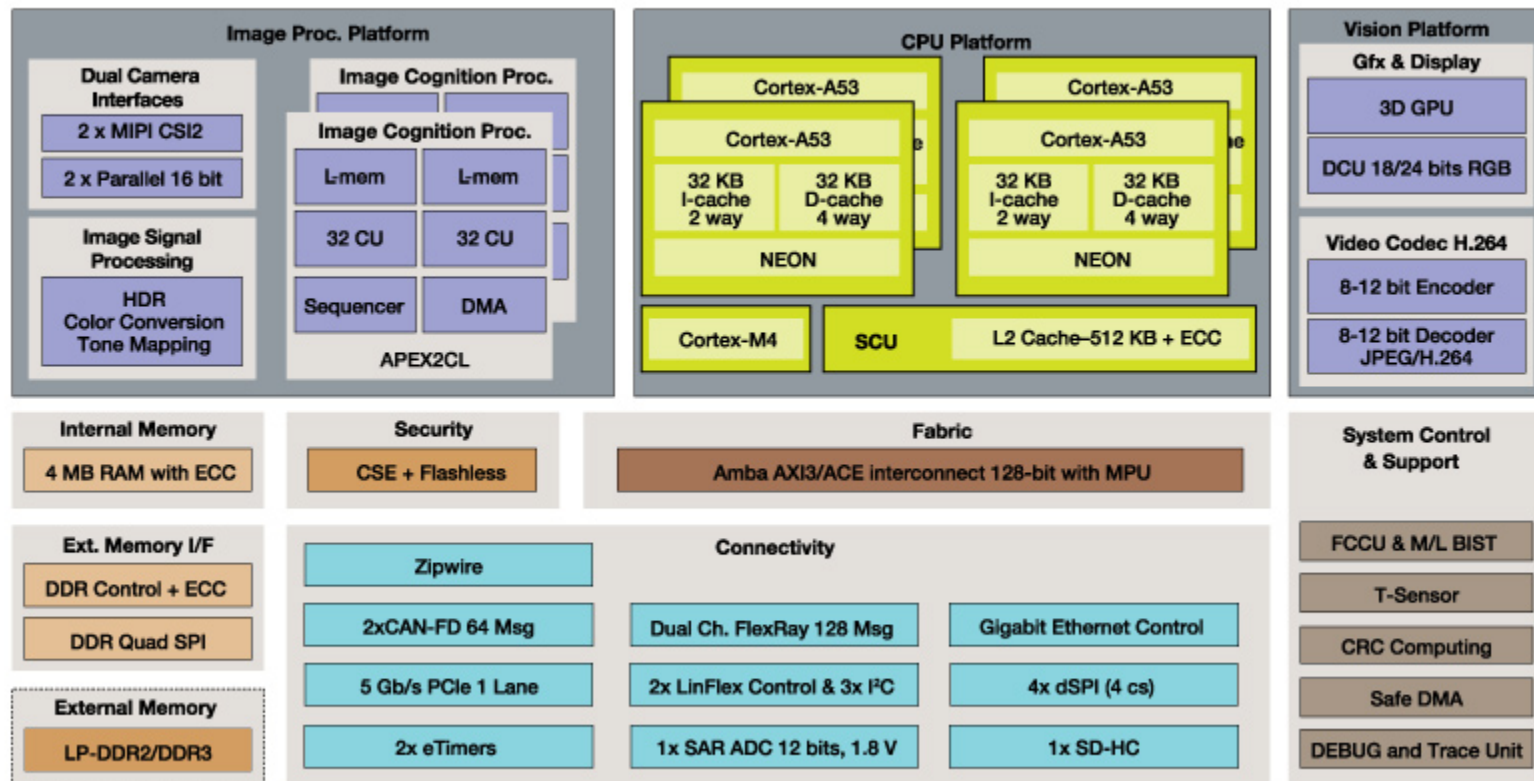 Image Proc. Platform
Dual Camera
Interfaces
2 x MIPI CSI2
2 x Parallel 16 bit
Image Signal
Processing
HDR
Color Conversion
Tone Mapping
Image Cognition Proc.
Image Cognition Proc.
L-mem
L-mem
32 CU
32 CU
Sequencer
DMA
APEX2CL
CPU Platform
Cortex-A53
Cortex-A53
32 KB
I-cache
2 way
32 KB
D-cache
4 way
NEON
Cortex-A53
Cortex-A53
32 KB
I-cache
2 way
32 KB
D-cache
4 way
NEON
Cortex-M4
SCU
L2 Cache–512 KB + ECC
Vision Platform
Gfx & Display
3D GPU
DCU 18/24 bits RGB
Video Codec H.264
8-12 bit Encoder
8-12 bit Decoder
JPEG/H.264
Internal Memory
4 MB RAM with ECC
Security
CSE + Flashless
Fabric
Amba AXI3/ACE interconnect 128-bit with MPU
System Control
& Support
FCCU & M/L BIST
T-Sensor
CRC Computing
Safe DMA
DEBUG and Trace Unit
Ext. Memory I/F
DDR Control + ECC
DDR Quad SPI
External Memory
LP-DDR2/DDR3
Connectivity
Zipwire
2xCAN-FD 64 Msg
Dual Ch. FlexRay 128 Msg
Gigabit Ethernet Control
5 Gb/s PCIe 1 Lane
2x LinFlex Control & 3x I²C
4x dSPI (4 cs)
2x eTimers
1x SAR ADC 12 bits, 1.8 V
1x SD-HC